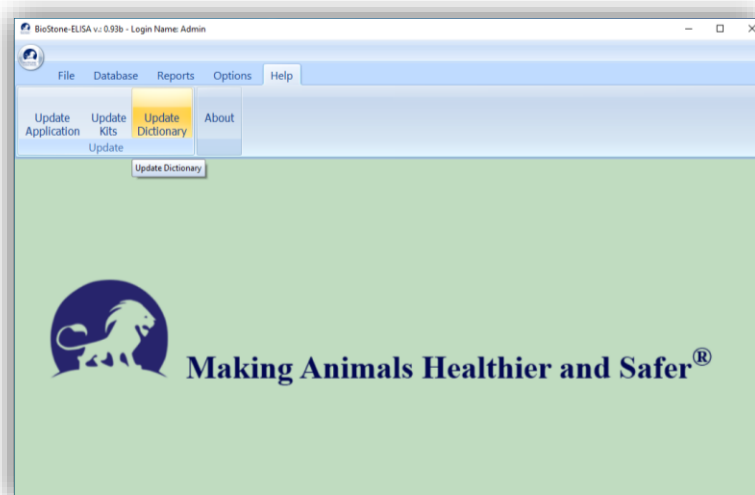 BioStone-ELISA v.: 0.93b - Login Name: Admin
File Database Reports Options Help
Update Application
Update Kits
Update Dictionary
About
Update
Update Dictionary
Making Animals Healthier and Safer®